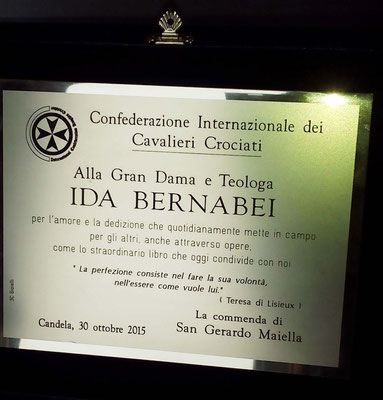 Confederazione Internazionale dei
Cavalieri Crociati
Alla Gran Dama e Teologa
IDA BERNABEI
per l'amore e la dedizione che quotidianamente mette in campo
per gli altri, anche attraverso opere,
come lo straordinario libro che oggi condivide con noi
" La perfezione consiste nel fare la sua volontá,
nell'essere come vuole lui."
( Teresa di Lisieux )
La commenda di
San Gerardo Maiella
Candela, 30 ottobre 2015